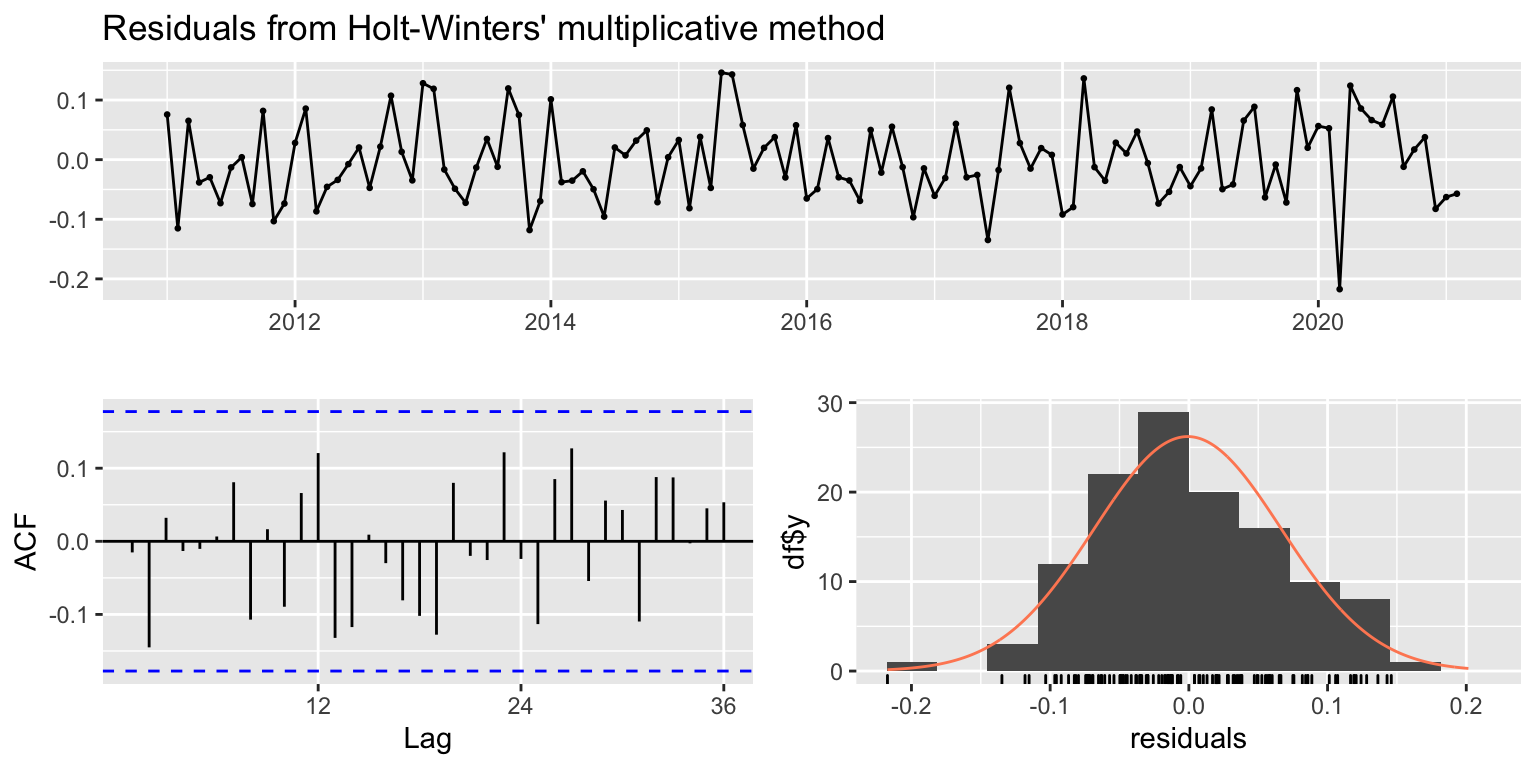 Residuals from Holt-Winters' multiplicative method
0.1
0.0
-0.1
-0.2
2012 2014 2016 2018 2020
ACF
0.1
0.0
-0.1
12 24 36
Lag
df$y
30
20
10
0
-0.2 -0.1 0.0 0.1 0.2
residuals